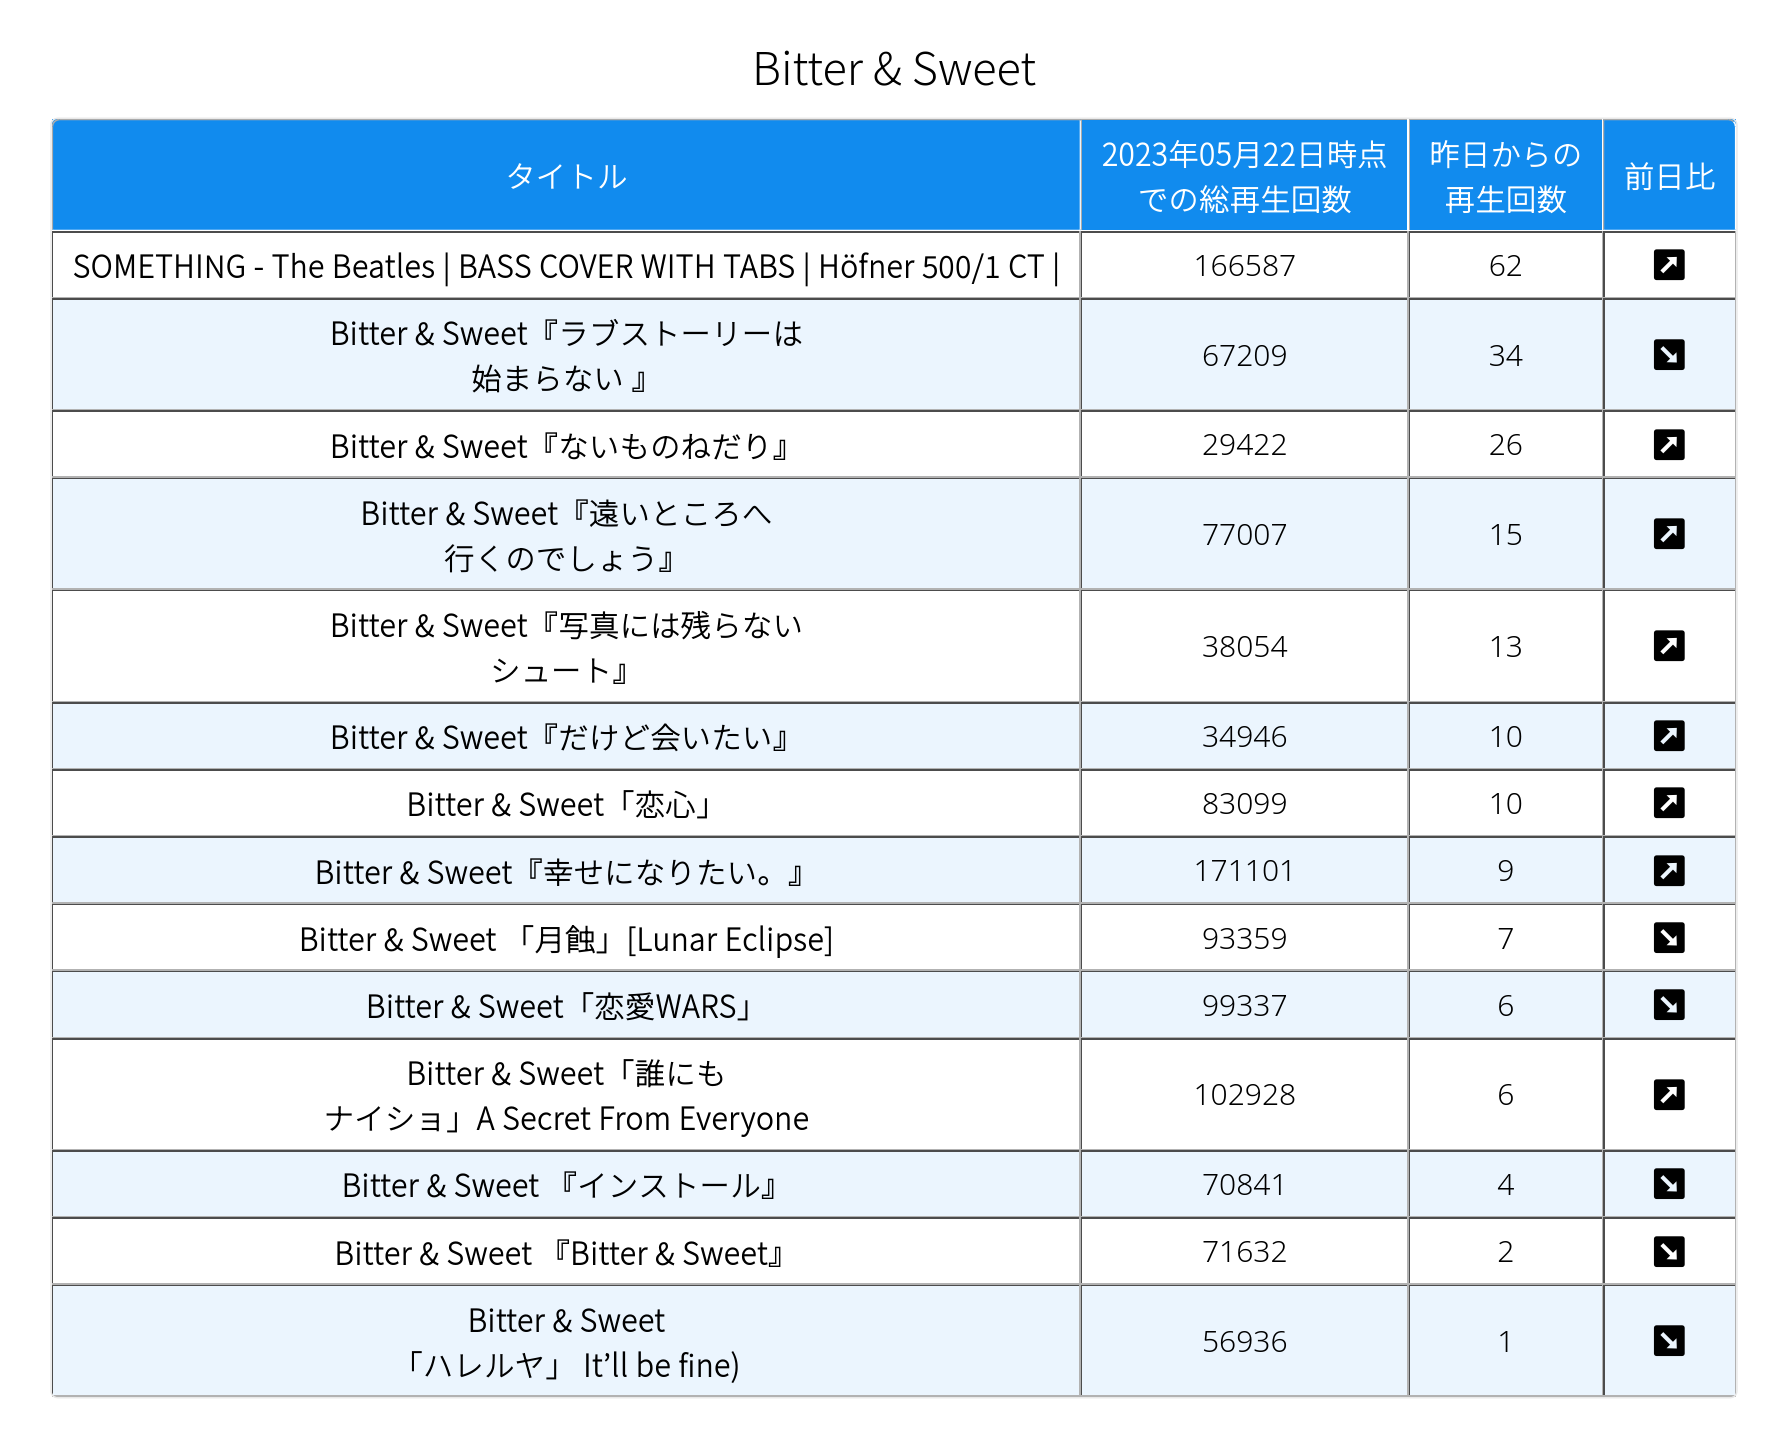 Bitter & Sweet
タイトル
2023年05月22日時点
での総再生回数
昨日からの
再生回数
前日比
SOMETHING - The Beatles | BASS COVER WITH TABS | Höfner 500/1 CT |
166587
62
Bitter & Sweet『ラブストーリーは
始まらない 』
67209
34
Bitter & Sweet『ないものねだり』
29422
26
Bitter & Sweet『遠いところへ
行くのでしょう』
77007
15
Bitter & Sweet『写真には残らない
シュート』
38054
13
Bitter & Sweet『だけど会いたい』
34946
10
Bitter & Sweet「恋心」
83099
10
Bitter & Sweet『幸せになりたい。』
171101
9
Bitter & Sweet 「月蝕」[Lunar Eclipse]
93359
7
Bitter & Sweet「恋愛WARS」
99337
6
Bitter & Sweet「誰にも
ナイショ」A Secret From Everyone
102928
6
Bitter & Sweet 『インストール』
70841
4
Bitter & Sweet 『Bitter & Sweet』
71632
2
Bitter & Sweet
「ハレルヤ」 It’ll be fine)
56936
1